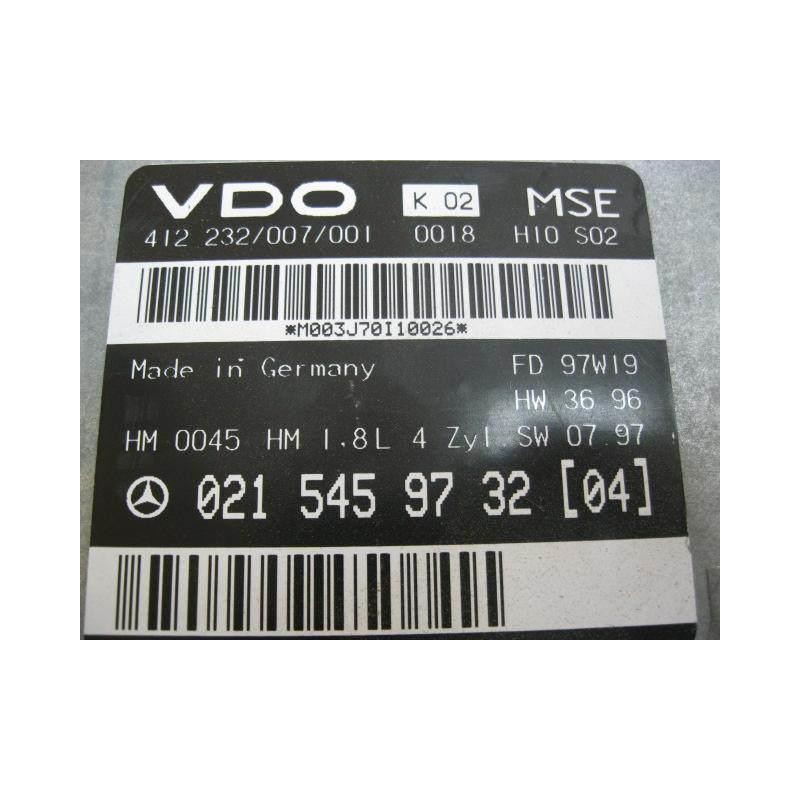 VDO K 02 MSE
412 232/007/001 0018 H10 S02
*M003J70I10026*
Made in Germany FD 97W19
HW 36 96
HM 0045 HM 1,8L 4 Zyl. SW 07 97
021 545 97 32 [04]